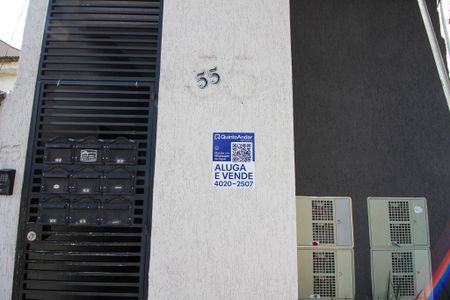 55
QuintoAndar
ALUGA
E VENDE
4020-2507